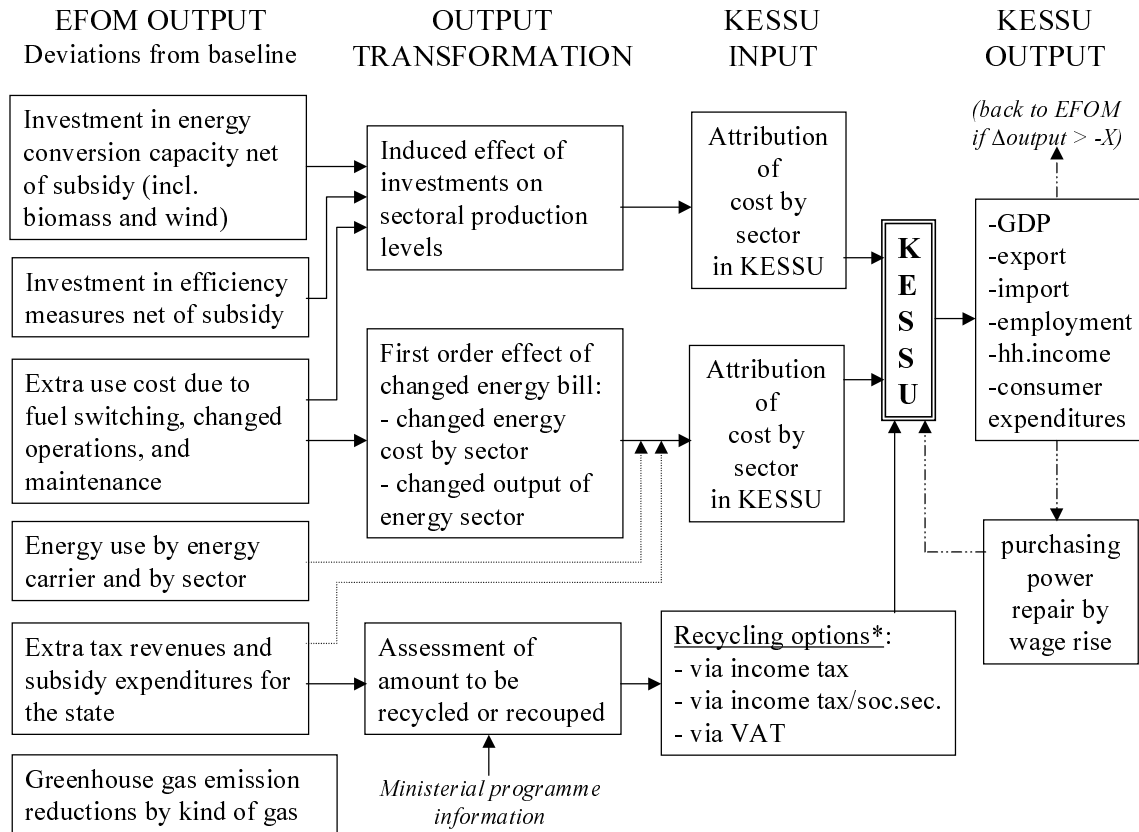 EFOM OUTPUT
Deviations from baseline
OUTPUT
TRANSFORMATION
KESSU
INPUT
KESSU
OUTPUT
Investment in energy
conversion capacity net
of subsidy (incl.
biomass and wind)
Investment in efficiency
measures net of subsidy
Extra use cost due to
fuel switching, changed
operations, and
maintenance
Energy use by energy
carrier and by sector
Extra tax revenues and
subsidy expenditures for
the state
Greenhouse gas emission
reductions by kind of gas
Induced effect of
investments on
sectoral production
levels
First order effect of
changed energy bill:
- changed energy
cost by sector
- changed output of
energy sector
Assessment of
amount to be
recycled or recouped
Ministerial programme
information
Attribution
of
cost by
sector
in KESSU
Attribution
of
cost by
sector
in KESSU
Recycling options*:
- via income tax
- via income tax/soc.sec.
- via VAT
K
E
S
S
U
(back to EFOM
if Δoutput > -X)
-GDP
-export
-import
-employment
-hh.income
-consumer
expenditures
purchasing
power
repair by
wage rise